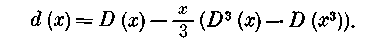 d (x) = D (x) − x/3 (D³ (x) − D (x³)).